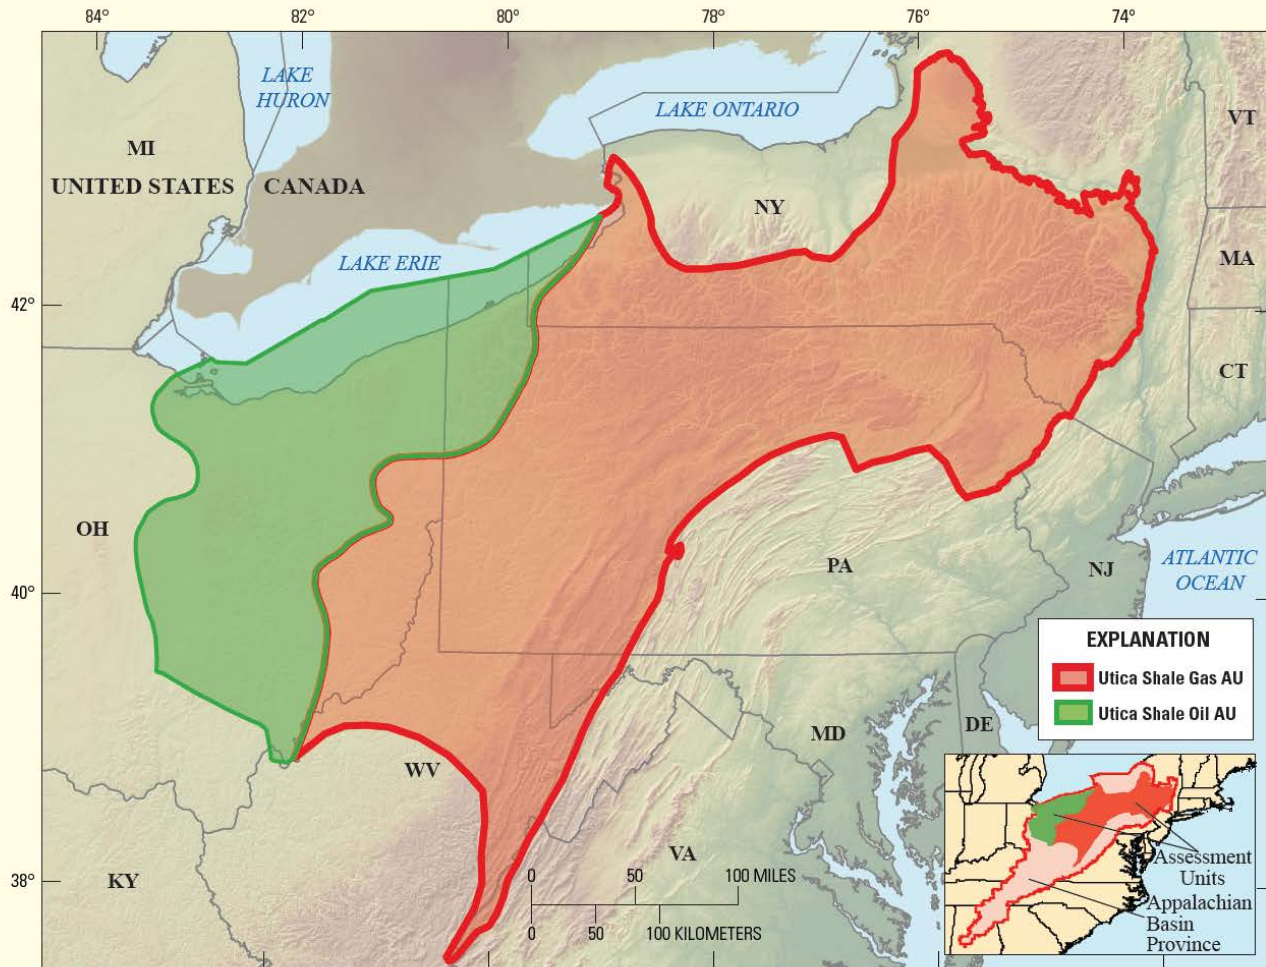 84° 82° 80° 78° 76° 74°
LAKE
HURON
LAKE ONTARIO
VT
MI
UNITED STATES CANADA
NY
LAKE ERIE
MA
42°
CT
OH
ATLANTIC
OCEAN
PA
NJ
40°
EXPLANATION
Utica Shale Gas AU
Utica Shale Oil AU
MD
DE
WV
VA
KY
38°
0 50 100 MILES
0 50 100 KILOMETERS
Assessment
Units
Appalachian
Basin
Province